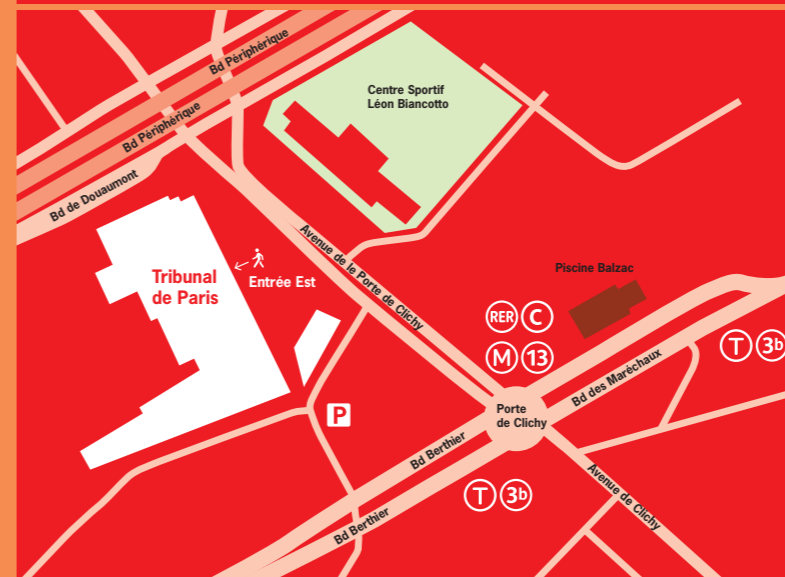 Bd Périphérique
Centre Sportif
Léon Biancotto
Bd Périphérique
Bd de Douaumont
Avenue de la Porte de Clichy
Tribunal
de Paris
Entrée Est
Piscine Balzac
RER C
M 13
T 3b
Bd des Maréchaux
P
Porte
de Clichy
Bd Berthier
T 3b
Avenue de Clichy
Bd Berthier